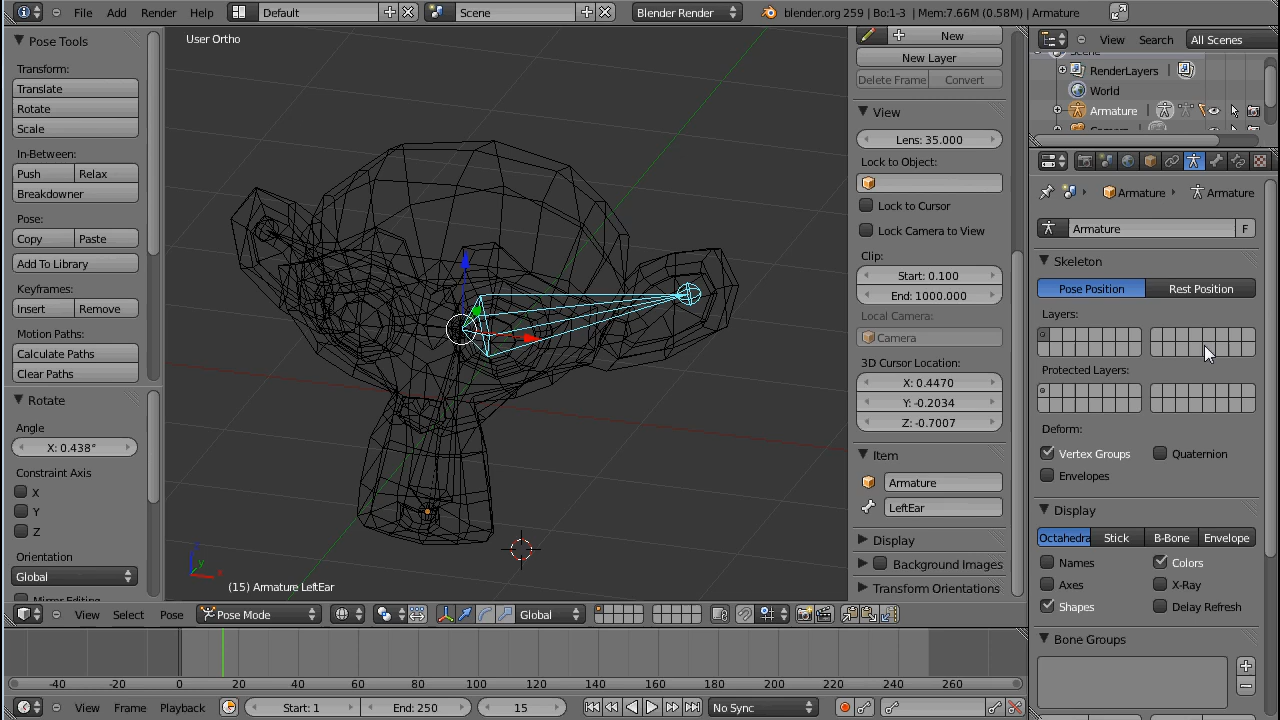 File Add Render Help Default Scene Blender Render blender.org 259 | Bo:1-3 | Mem:7.66M (0.58M) | Armature
Pose Tools
Transform:
Translate
Rotate
Scale
In-Between:
Push Relax
Breakdowner
Pose:
Copy Paste
Add To Library
Keyframes:
Insert Remove
Motion Paths:
Calculate Paths
Clear Paths
Rotate
Angle
X: 0.438°
Constraint Axis
X
Y
Z
Orientation
Global
User Ortho
(15) Armature LeftEar
New
New Layer
Delete Frame Convert
View
Lens: 35.000
Lock to Object:
Lock to Cursor
Lock Camera to View
Clip:
Start: 0.100
End: 1000.000
Local Camera:
Camera
3D Cursor Location:
X: 0.4470
Y: -0.2034
Z: -0.7007
Item
Armature
LeftEar
Display
Background Images
Transform Orientations
View Search All Scenes
Scene
RenderLayers
World
Armature
Camera
Armature Armature
Armature F
Skeleton
Pose Position Rest Position
Layers:
Protected Layers:
Deform:
Vertex Groups Quaternion
Envelopes
Display
Octahedra Stick B-Bone Envelope
Names Colors
Axes X-Ray
Shapes Delay Refresh
Bone Groups
View Select Pose Pose Mode Global
-40 -20 0 20 40 60 80 100 120 140 160 180 200 220 240 260
View Frame Playback Start: 1 End: 250 15 No Sync